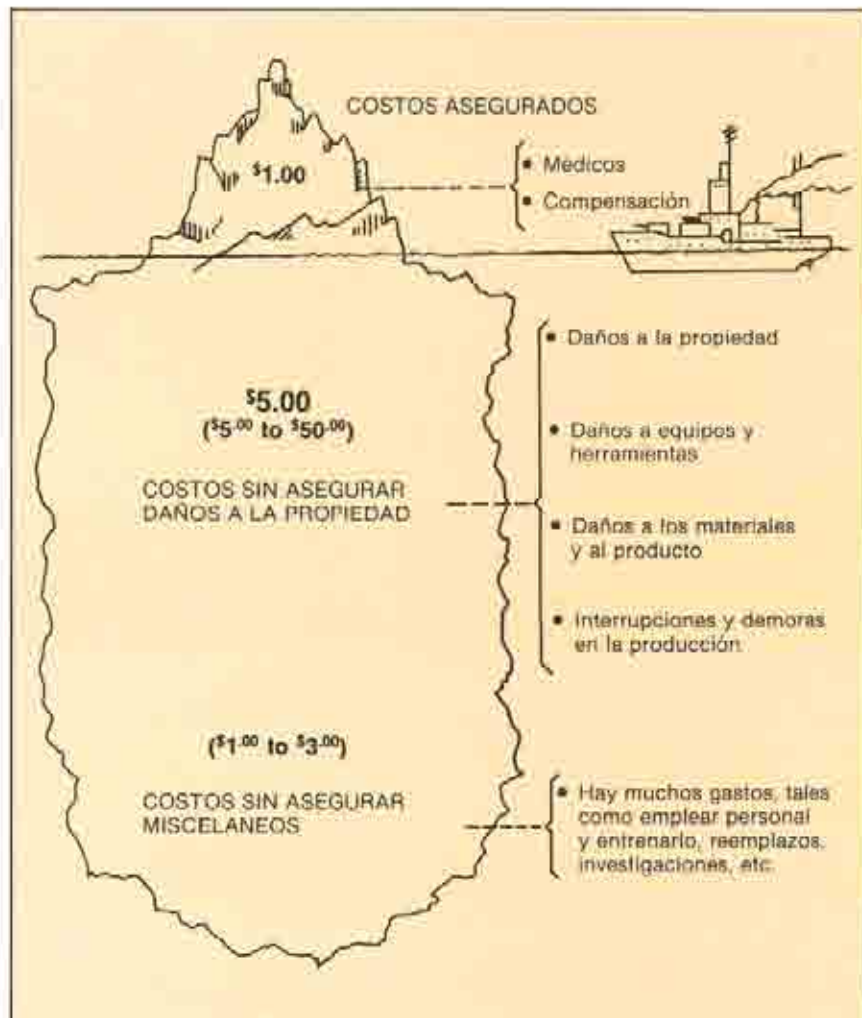 COSTOS ASEGURADOS
$1.00
• Médicos
• Compensación
• Daños a la propiedad
$5.00
($5.00 to $50.00)
• Daños a equipos y
herramientas
COSTOS SIN ASEGURAR
DAÑOS A LA PROPIEDAD
• Daños a los materiales
y al producto
• Interrupciones y demoras
en la producción
($1.00 to $3.00)
COSTOS SIN ASEGURAR
MISCELANEOS
• Hay muchos gastos, tales
como emplear personal
y entrenarlo, reemplazos,
investigaciones, etc.